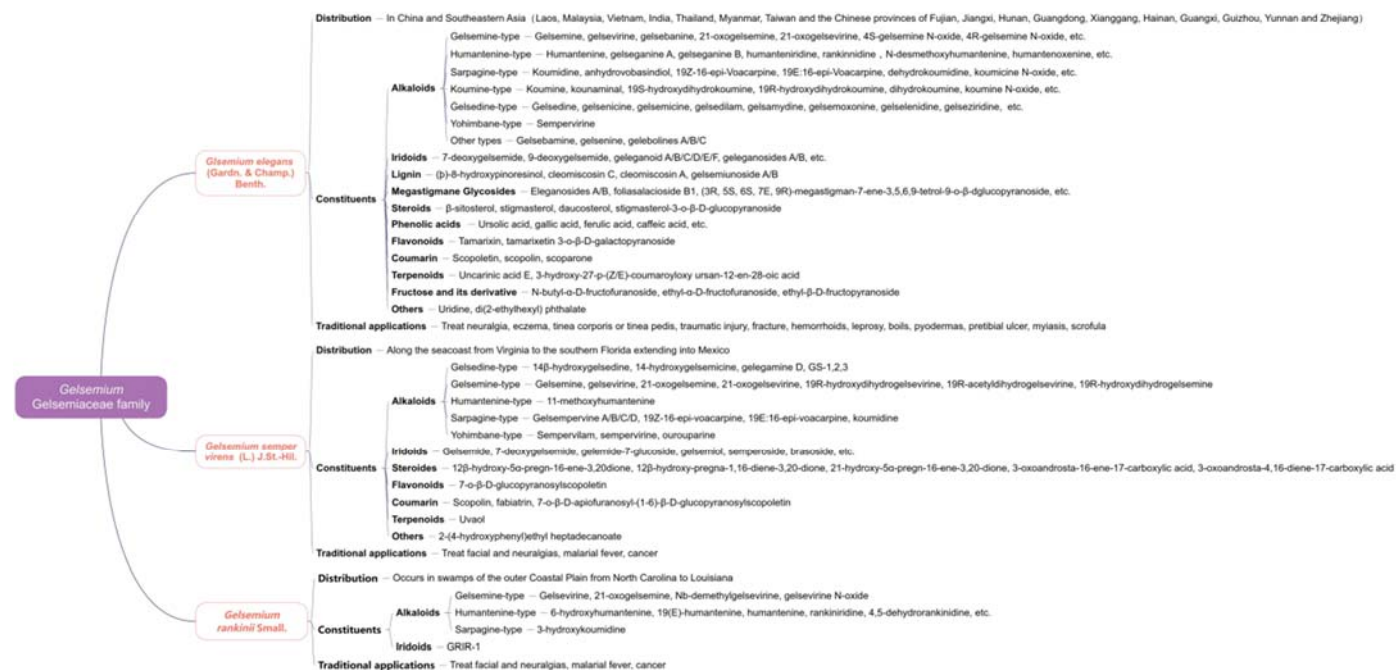 Gelsemium
Gelsemiaceae family
Glsemium elegans
(Gardn. & Champ.)
Benth.
Distribution — In China and Southeastern Asia (Laos, Malaysia, Vietnam, India, Thailand, Myanmar, Taiwan and the Chinese provinces of Fujian, Jiangxi, Hunan, Guangdong, Xianggang, Hainan, Guangxi, Guizhou, Yunnan and Zhejiang)
Constituents
Alkaloids
Gelsemine-type — Gelsemine, gelsevirine, gelsebanine, 21-oxogelsemine, 21-oxogelsevirine, 4S-gelsemine N-oxide, 4R-gelsemine N-oxide, etc.
Humantenine-type — Humantenine, gelseganine A, gelseganine B, humanteniridine, rankinnidine , N-desmethoxyhumantenine, humantenoxenine, etc.
Sarpagine-type — Koumidine, anhydrovobasindiol, 19Z-16-epi-Voacarpine, 19E:16-epi-Voacarpine, dehydrokoumidine, koumicine N-oxide, etc.
Koumine-type — Koumine, kounaminal, 19S-hydroxydihydrokoumine, 19R-hydroxydihydrokoumine, dihydrokoumine, koumine N-oxide, etc.
Gelsedine-type — Gelsedine, gelsenicine, gelsemicine, gelsedilam, gelsamydine, gelsemoxonine, gelselenidine, gelseziridine, etc.
Yohimbane-type — Sempervirine
Other types — Gelsebamine, gelsenine, gelebolines A/B/C
Iridoids — 7-deoxygelsemide, 9-deoxygelsemide, geleganoid A/B/C/D/E/F, geleganosides A/B, etc.
Lignin — (þ)-8-hydroxypinoresinol, cleomiscosin C, cleomiscosin A, gelsemiunoside A/B
Megastigmane Glycosides — Eleganosides A/B, foliasalacioside B1, (3R, 5S, 6S, 7E, 9R)-megastigman-7-ene-3,5,6,9-tetrol-9-o-β-dglucopyranoside, etc.
Steroids — β-sitosterol, stigmasterol, daucosterol, stigmasterol-3-o-β-D-glucopyranoside
Phenolic acids — Ursolic acid, gallic acid, ferulic acid, caffeic acid, etc.
Flavonoids — Tamarixin, tamarixetin 3-o-β-D-galactopyranoside
Coumarin — Scopoletin, scopolin, scoparone
Terpenoids — Uncarinic acid E, 3-hydroxy-27-p-(Z/E)-coumaroyloxy ursan-12-en-28-oic acid
Fructose and its derivative — N-butyl-α-D-fructofuranoside, ethyl-α-D-fructofuranoside, ethyl-β-D-fructopyranoside
Others — Uridine, di(2-ethylhexyl) phthalate
Traditional applications — Treat neuralgia, eczema, tinea corporis or tinea pedis, traumatic injury, fracture, hemorrhoids, leprosy, boils, pyodermas, pretibial ulcer, myiasis, scrofula
Gelsemium semper
virens (L.) J.St.-Hil.
Distribution — Along the seacoast from Virginia to the southern Florida extending into Mexico
Constituents
Alkaloids
Gelsedine-type — 14β-hydroxygelsedine, 14-hydroxygelsemicine, gelegamine D, GS-1,2,3
Gelsemine-type — Gelsemine, gelsevirine, 21-oxogelsemine, 21-oxogelsevirine, 19R-hydroxydihydrogelsevirine, 19R-acetyldihydrogelsevirine, 19R-hydroxydihydrogelsemine
Humantenine-type — 11-methoxyhumantenine
Sarpagine-type — Gelsempervine A/B/C/D, 19Z-16-epi-voacarpine, 19E:16-epi-voacarpine, koumidine
Yohimbane-type — Sempervilam, sempervirine, ourouparine
Iridoids — Gelsemide, 7-deoxygelsemide, gelemide-7-glucoside, gelsemiol, semperoside, brasoside, etc.
Steroides — 12β-hydroxy-5α-pregn-16-ene-3,20dione, 12β-hydroxy-pregna-1,16-diene-3,20-dione, 21-hydroxy-5α-pregn-16-ene-3,20-dione, 3-oxoandrosta-16-ene-17-carboxylic acid, 3-oxoandrosta-4,16-diene-17-carboxylic acid
Flavonoids — 7-o-β-D-glucopyranosylscopoletin
Coumarin — Scopolin, fabiatrin, 7-o-β-D-apiofuranosyl-(1-6)-β-D-glucopyranosylscopoletin
Terpenoids — Uvaol
Others — 2-(4-hydroxyphenyl)ethyl heptadecanoate
Traditional applications — Treat facial and neuralgias, malarial fever, cancer
Gelsemium
rankinii Small.
Distribution — Occurs in swamps of the outer Coastal Plain from North Carolina to Louisiana
Constituents
Alkaloids
Gelsemine-type — Gelsevirine, 21-oxogelsemine, Nb-demethylgelsevirine, gelsevirine N-oxide
Humantenine-type — 6-hydroxyhumantenine, 19(E)-humantenine, humantenine, rankiniridine, 4,5-dehydrorankinidine, etc.
Sarpagine-type — 3-hydroxykoumidine
Iridoids — GRIR-1
Traditional applications — Treat facial and neuralgias, malarial fever, cancer